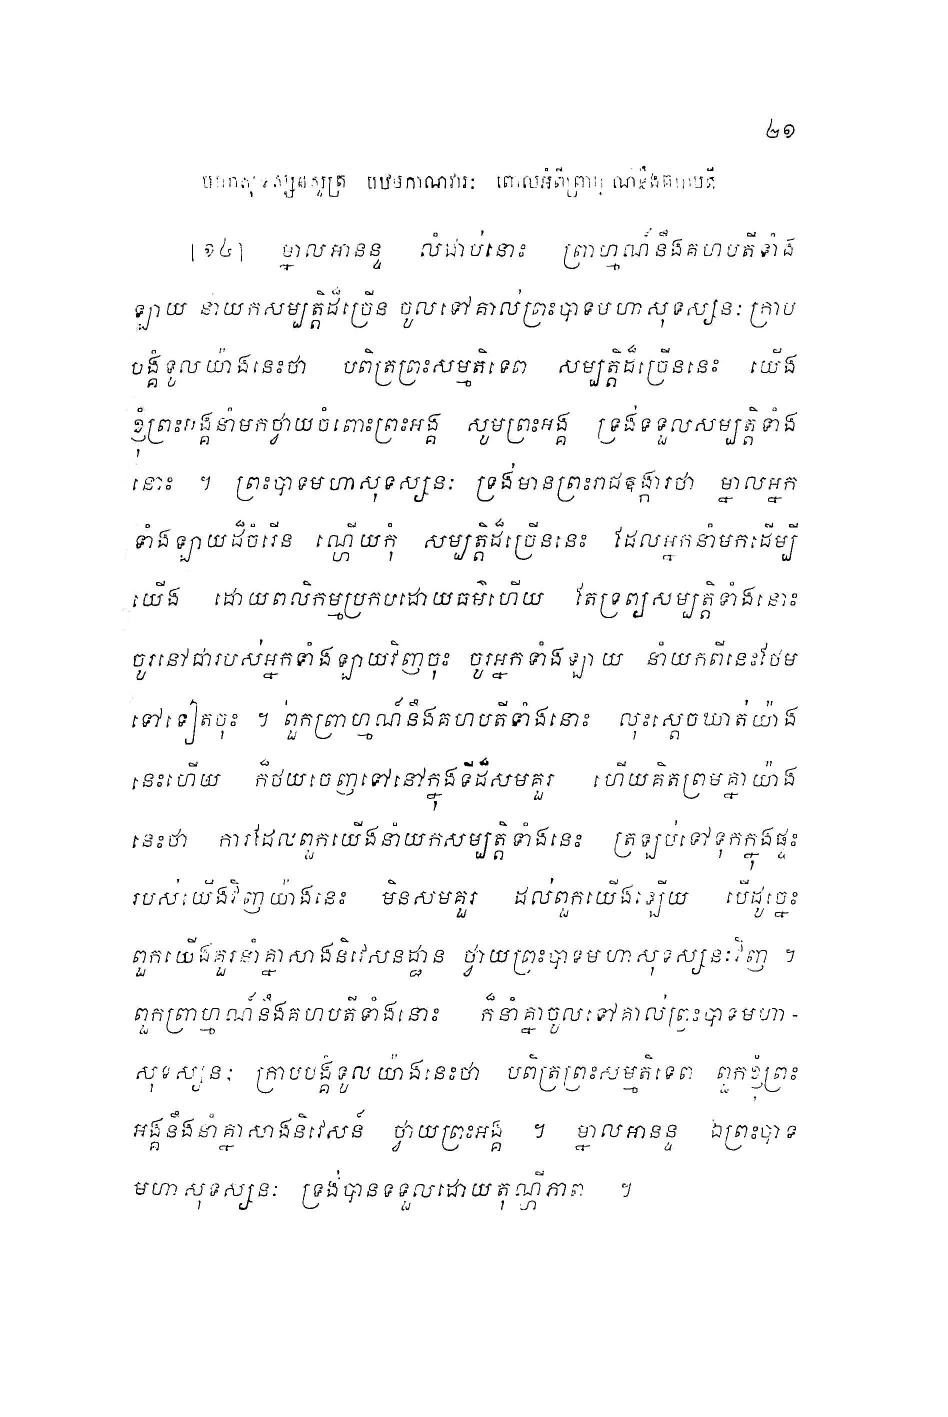 ៤១
មហាសុទស្សនសូត្រ បឋមភាណវារៈ ពោលអំពីព្រាហ្មណ៍និងគហបតី
[១៤] ម្នាលអានន្ទ លំដាប់នោះ ព្រាហ្មណ៍និងគហបតីទាំង
ឡាយ នាំយកសម្បត្តិដ៏ច្រើន ចូលទៅគាល់ព្រះបាទមហាសុទស្សនៈ ក្រាប
បង្គំទូលយ៉ាងនេះថា បពិត្រព្រះសម្មតិទេព សម្បត្តិដ៏ច្រើននេះ យើង
ខ្ញុំព្រះអង្គនាំមកថ្វាយចំពោះព្រះអង្គ សូមព្រះអង្គ ទ្រង់ទទួលសម្បត្តិទាំង
នោះ ។ ព្រះបាទមហាសុទស្សនៈ ទ្រង់មានព្រះរាជឱង្ការថា ម្នាលអ្នក
ទាំងឡាយដ៏ចំរើន ណ្ហើយកុំ សម្បត្តិដ៏ច្រើននេះ ដែលអ្នកនាំមកដើម្បី
យើង ដោយពលិកម្មប្រកបដោយធម៌ហើយ តែទ្រព្យសម្បត្តិទាំងនោះ
ចូរនៅជារបស់អ្នកទាំងឡាយវិញចុះ ចូរអ្នកទាំងឡាយ នាំយកពីនេះថែម
ទៅទៀតចុះ ។ ពួកព្រាហ្មណ៍និងគហបតីទាំងនោះ លុះស្តេចឃាត់យ៉ាង
នេះហើយ ក៏ថយចេញទៅនៅក្នុងទីដ៏សមគួរ ហើយគិតព្រមគ្នាយ៉ាង
នេះថា ការដែលពួកយើងនាំយកសម្បត្តិទាំងនេះ ត្រឡប់ទៅទុកក្នុងផ្ទះ
របស់យើងវិញយ៉ាងនេះ មិនសមគួរ ដល់ពួកយើងឡើយ បើដូច្នេះ
ពួកយើងគួរនាំគ្នាសាងនិវេសនដ្ឋាន ថ្វាយព្រះបាទមហាសុទស្សនៈវិញ ។
ពួកព្រាហ្មណ៍និងគហបតីទាំងនោះ ក៏នាំគ្នាចូលទៅគាល់ព្រះបាទមហា-
សុទស្សនៈ ក្រាបបង្គំទូលយ៉ាងនេះថា បពិត្រព្រះសម្មតិទេព ពួកខ្ញុំព្រះ
អង្គនឹងនាំគ្នាសាងនិវេសន៍ ថ្វាយព្រះអង្គ ។ ម្នាលអានន្ទ ឯព្រះបាទ
មហាសុទស្សនៈ ទ្រង់បានទទួលដោយតុណ្ហីភាព ។